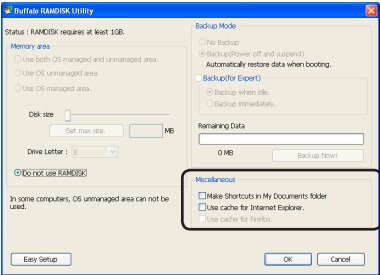 Buffalo RAMDISK Utility
Status : RAMDISK requires at least 1GB.
Memory area
Use both OS managed and unmanaged area.
Use OS unmanaged area.
Use OS managed area.
Disk size
Set max size.
MB
Drive Letter :
E
Do not use RAMDISK
In some computers, OS unmanaged area can not be
used.
Easy Setup
Backup Mode
No Backup
Backup(Power off and suspend)
Automatically restore data when booting.
Backup(for Expert)
Backup when idle.
Backup immediately.
Remaining Data
0 MB
Backup Now!
Miscellaneous
Make Shortcuts in My Documents folder
Use cache for Internet Explorer.
Use cache for Firefox.
OK
Cancel